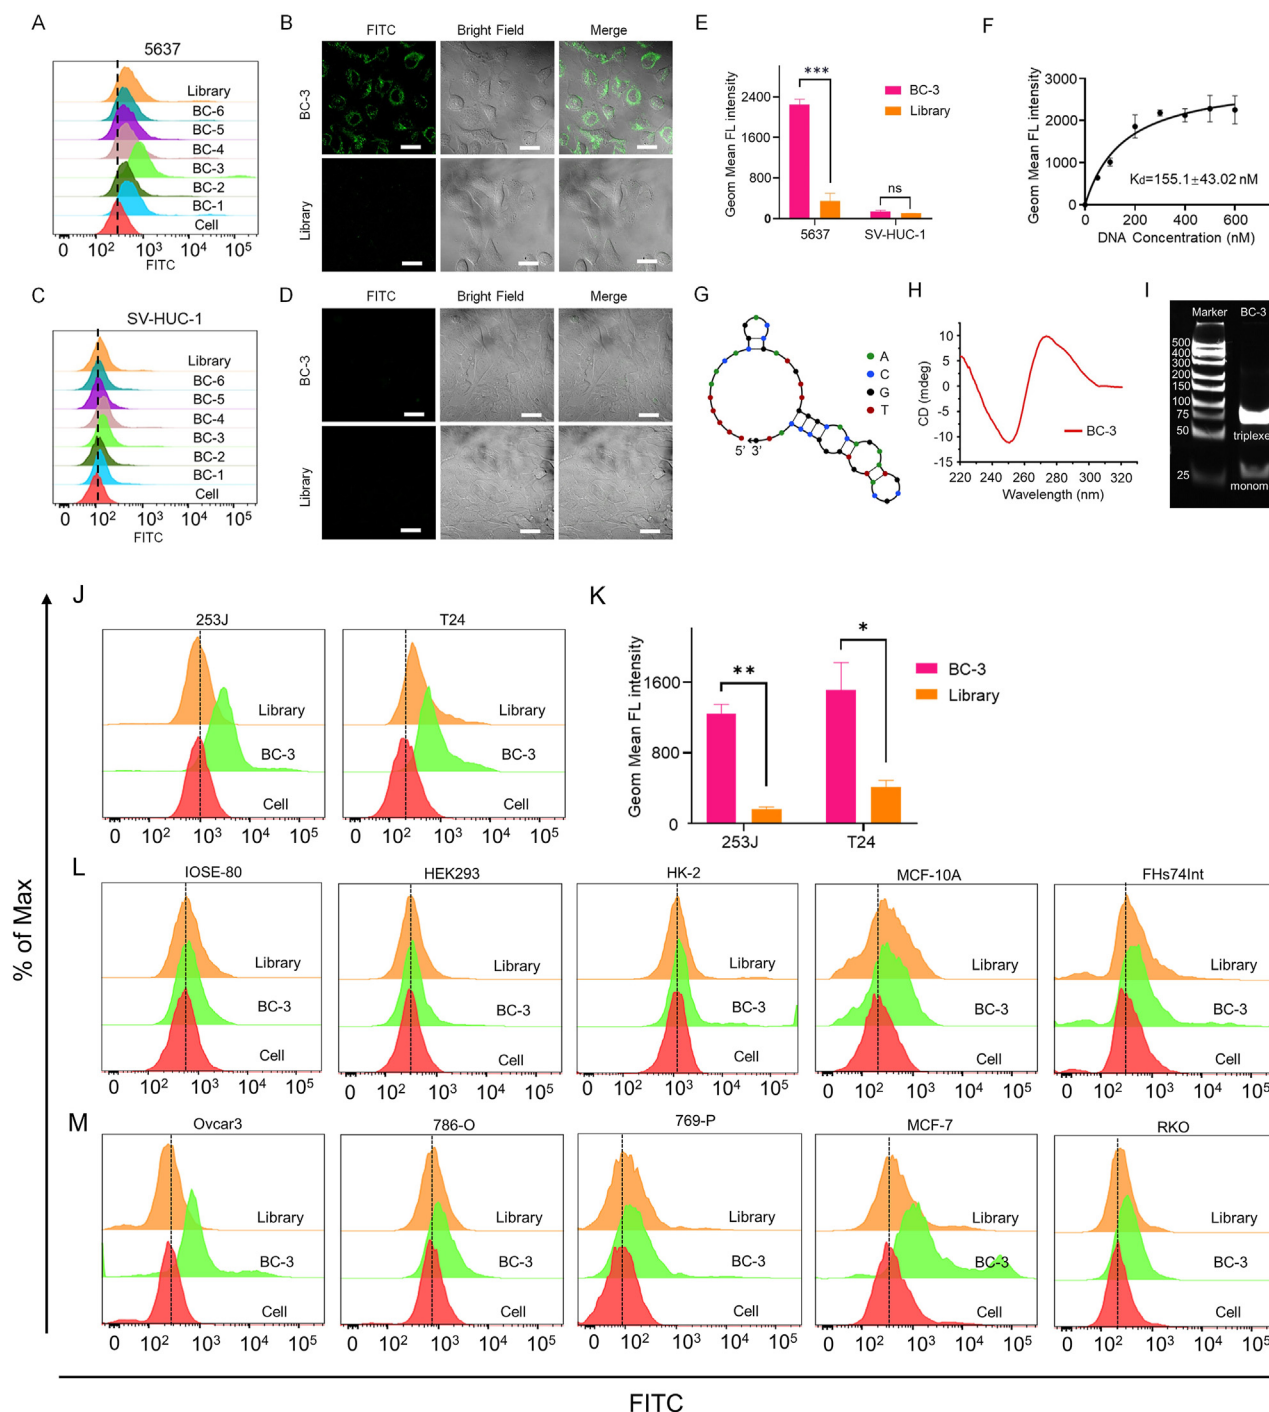 A
5637
Library
BC-6
BC-5
BC-4
BC-3
BC-2
BC-1
Cell
0 10² 10³ 10⁴ 10⁵
FITC
B
FITC Bright Field Merge
BC-3
Library
E
Geom Mean FL intensity
2400
1600
800
0
***
ns
BC-3
Library
5637 SV-HUC-1
F
Geom Mean FL intensity
3000
2000
1000
0
Kd=155.1±43.02 nM
0 200 400 600
DNA Concentration (nM)
C
SV-HUC-1
Library
BC-6
BC-5
BC-4
BC-3
BC-2
BC-1
Cell
0 10² 10³ 10⁴ 10⁵
FITC
D
FITC Bright Field Merge
BC-3
Library
G
A
C
G
T
5' 3'
H
CD (mdeg)
10
5
0
-5
-10
-15
BC-3
220 240 260 280 300 320
Wavelength (nm)
I
Marker BC-3
500
400
300
200
150
100
75
50
25
triplexe
monom
J
253J
Library
BC-3
Cell
0 10² 10³ 10⁴ 10⁵
T24
Library
BC-3
Cell
0 10² 10³ 10⁴ 10⁵
K
Geom Mean FL intensity
1600
800
0
**
*
BC-3
Library
253J T24
% of Max
L
IOSE-80
Library
BC-3
Cell
0 10² 10³ 10⁴ 10⁵
HEK293
Library
BC-3
Cell
0 10² 10³ 10⁴ 10⁵
HK-2
Library
BC-3
Cell
0 10² 10³ 10⁴ 10⁵
MCF-10A
Library
BC-3
Cell
0 10² 10³ 10⁴ 10⁵
FHs74Int
Library
BC-3
Cell
0 10² 10³ 10⁴ 10⁵
M
Ovcar3
Library
BC-3
Cell
0 10² 10³ 10⁴ 10⁵
786-O
Library
BC-3
Cell
0 10² 10³ 10⁴ 10⁵
769-P
Library
BC-3
Cell
0 10² 10³ 10⁴ 10⁵
MCF-7
Library
BC-3
Cell
0 10² 10³ 10⁴ 10⁵
RKO
Library
BC-3
Cell
0 10² 10³ 10⁴ 10⁵
FITC